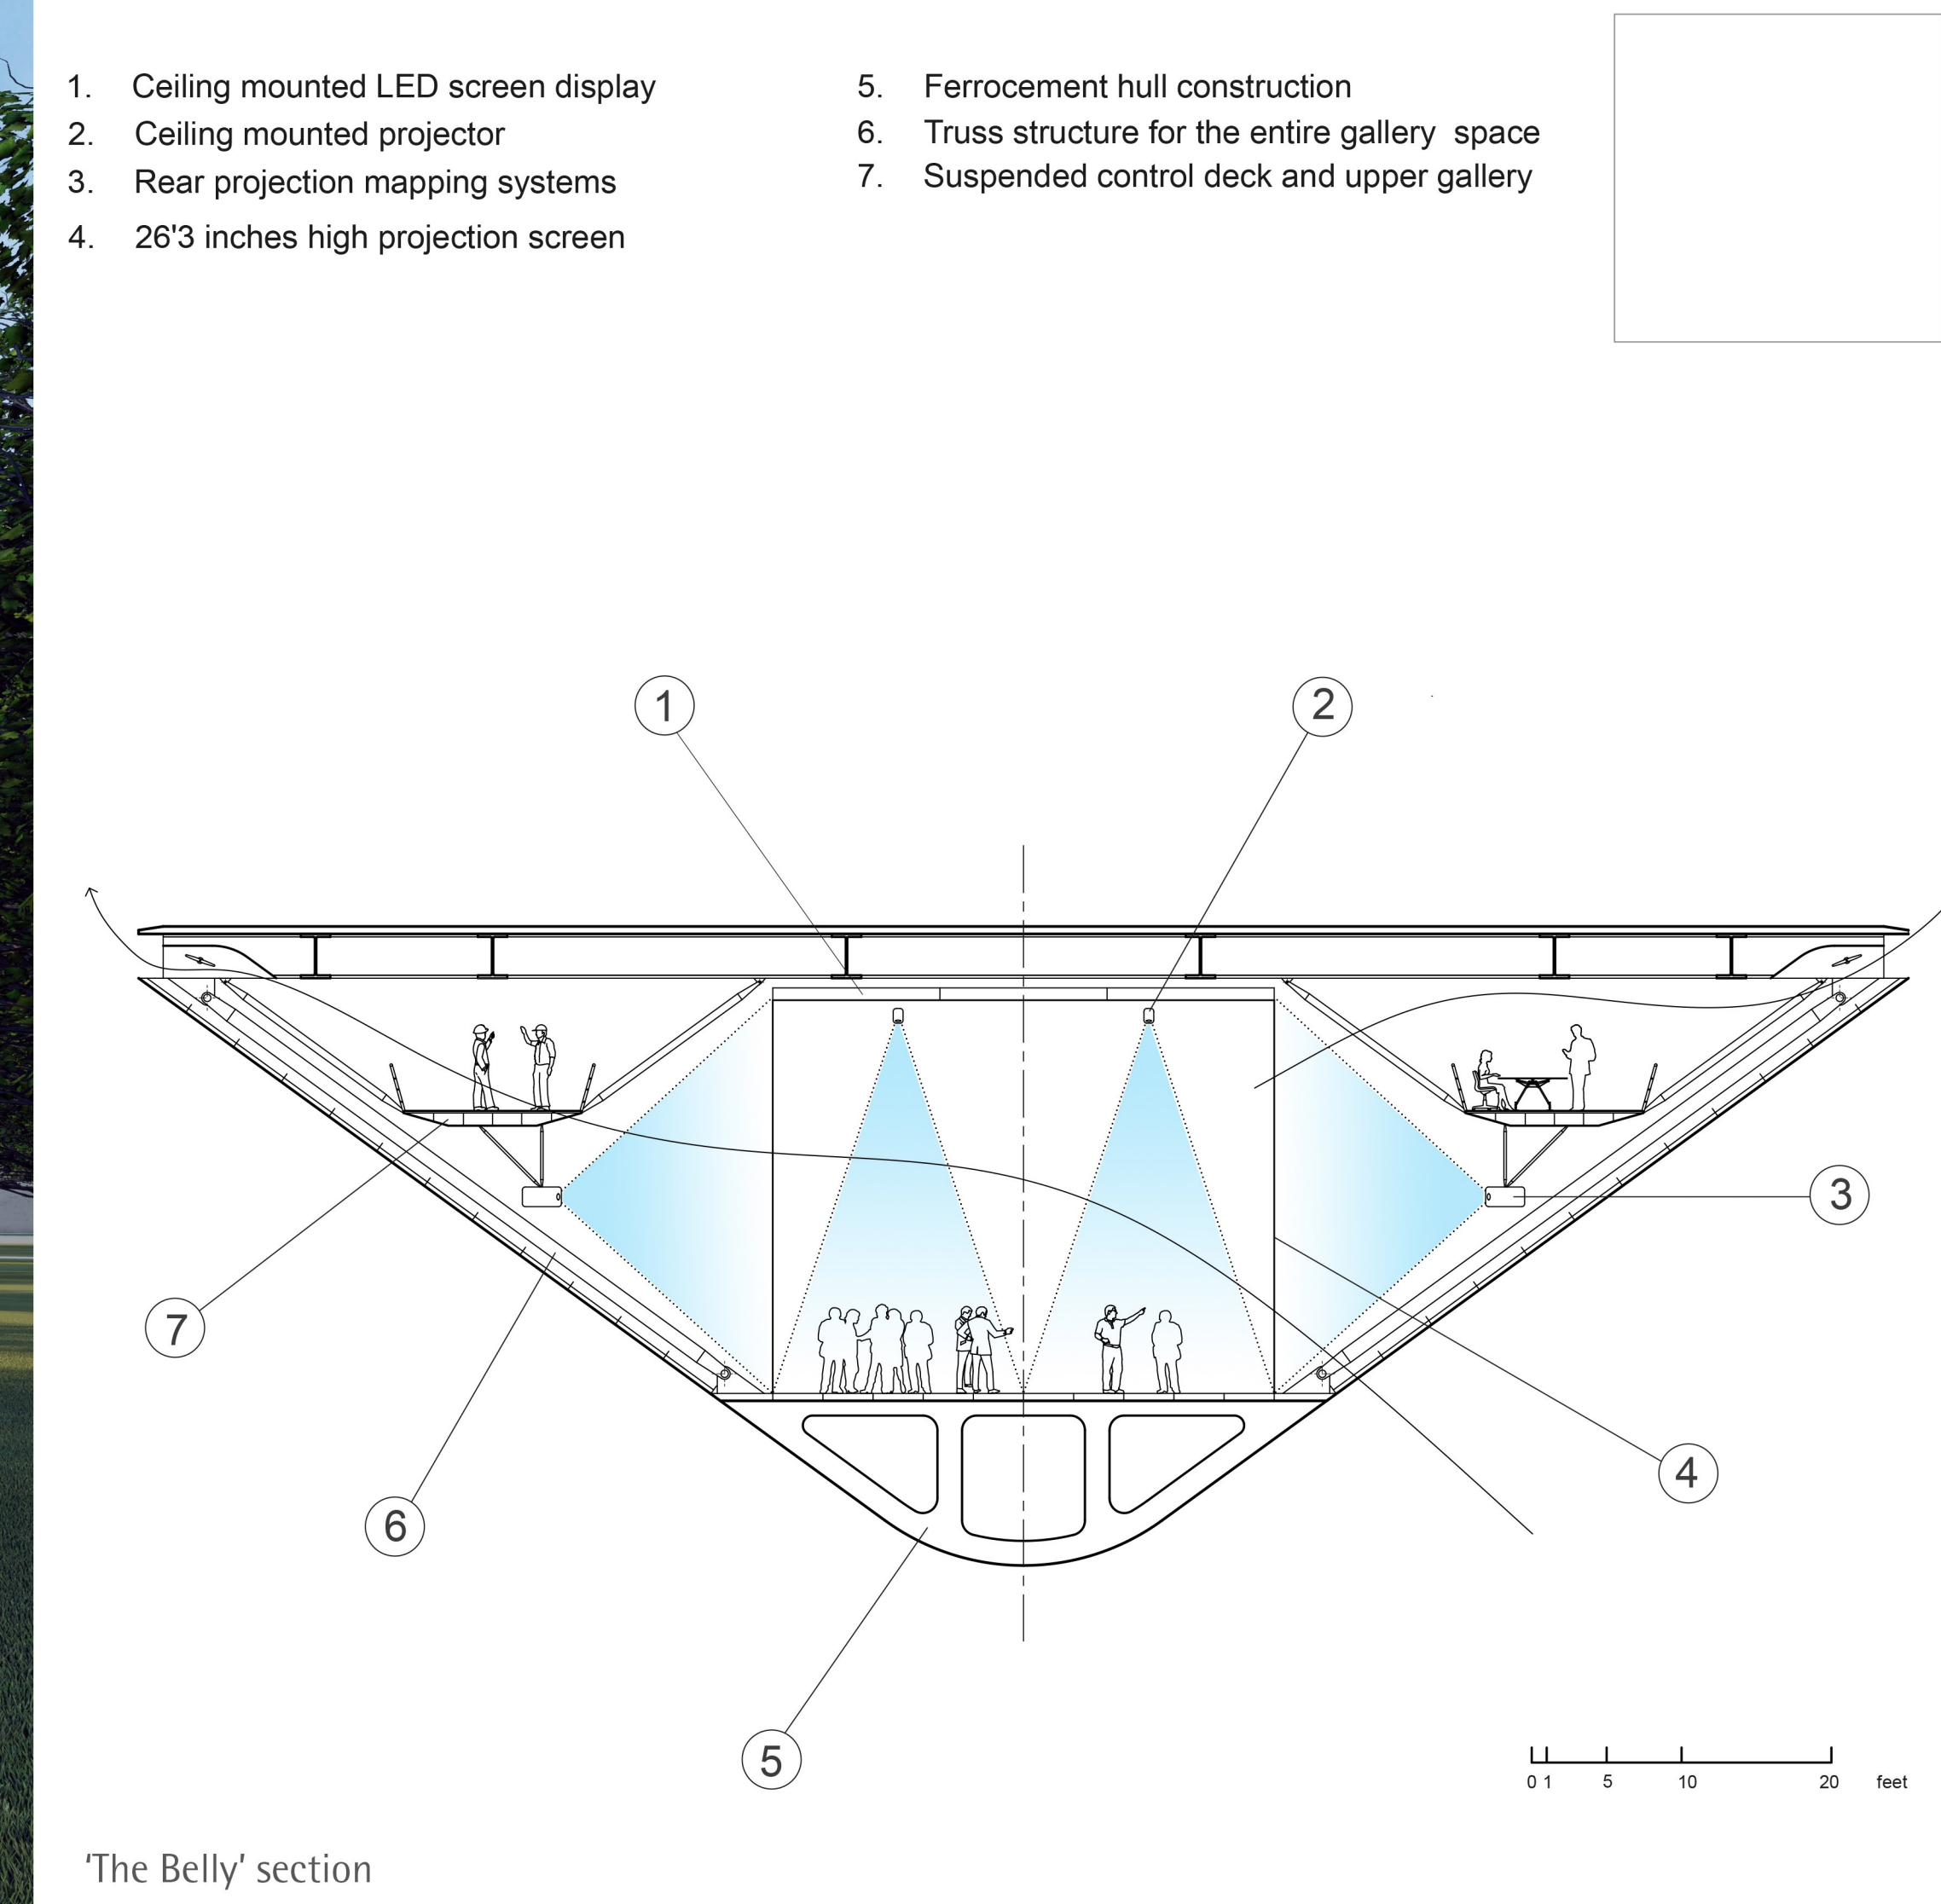 1. Ceiling mounted LED screen display
2. Ceiling mounted projector
3. Rear projection mapping systems
4. 26'3 inches high projection screen
5. Ferrocement hull construction
6. Truss structure for the entire gallery space
7. Suspended control deck and upper gallery
1
2
3
7
4
6
5
0 1 5 10 20 feet
'The Belly' section